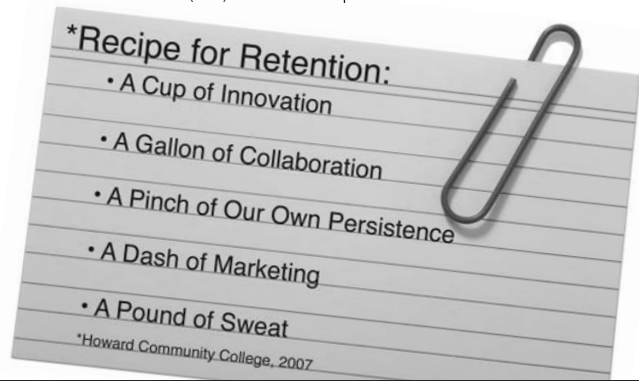 *Recipe for Retention:
• A Cup of Innovation
• A Gallon of Collaboration
• A Pinch of Our Own Persistence
• A Dash of Marketing
• A Pound of Sweat
*Howard Community College, 2007